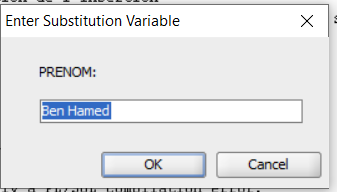 Enter Substitution Variable
PRENOM:
Ben Hamed
OK
Cancel